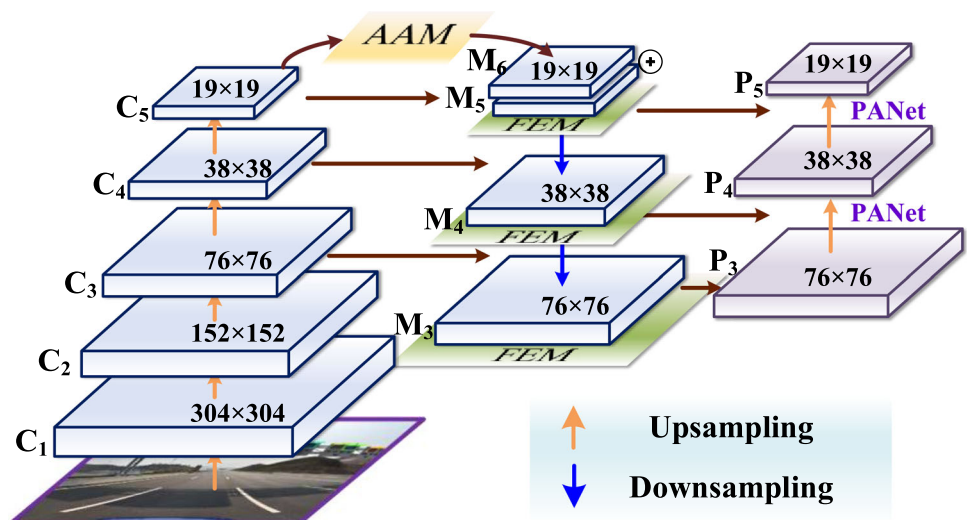 AAM
C5 19×19
M6 19×19 +
M5
FEM
P5 19×19
PANet
C4 38×38
M4 38×38
FEM
P4 38×38
PANet
C3 76×76
M3 76×76
FEM
P3 76×76
C2 152×152
C1 304×304
Upsampling
Downsampling